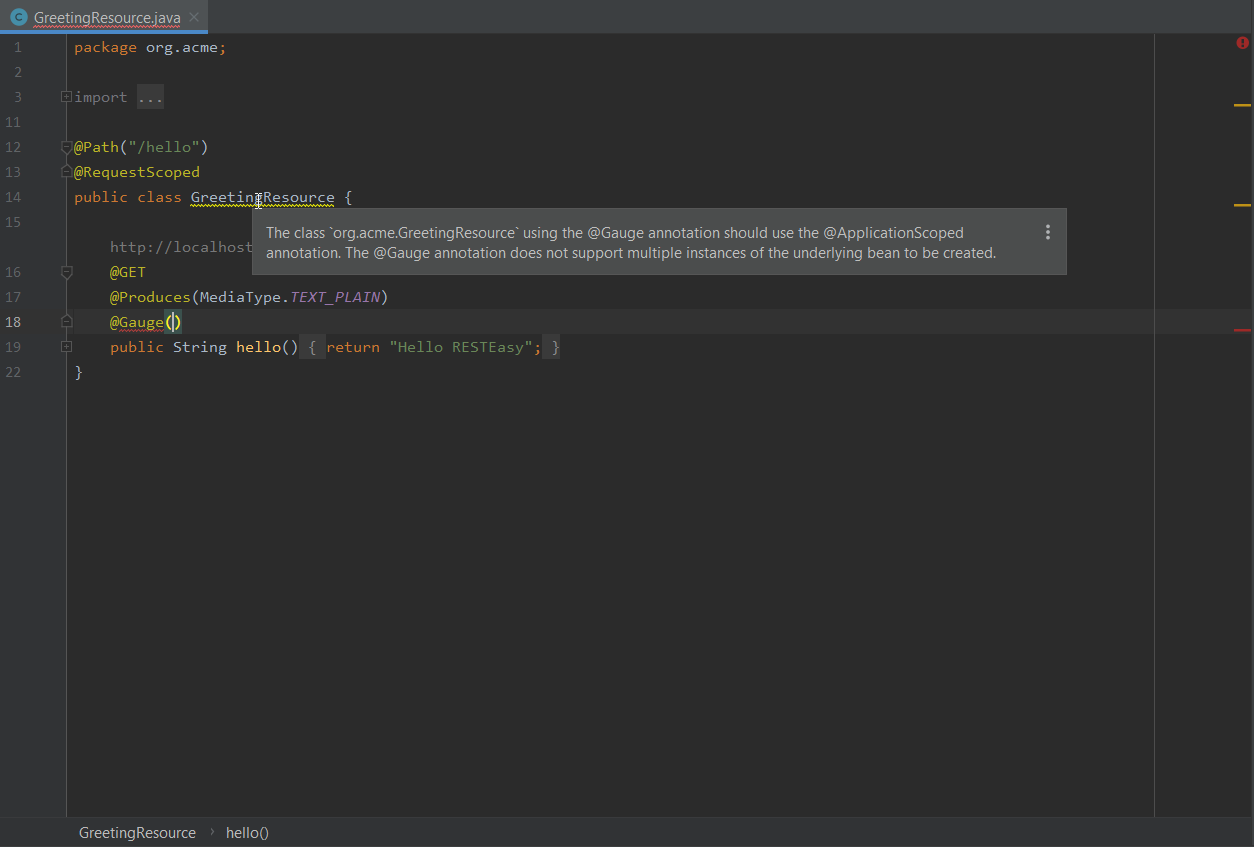 GreetingResource.java
1 package org.acme;
2
3 import ...
11
12 @Path("/hello")
13 @RequestScoped
14 public class GreetingResource {
15
The class `org.acme.GreetingResource` using the @Gauge annotation should use the @ApplicationScoped
http://localhost
annotation. The @Gauge annotation does not support multiple instances of the underlying bean to be created.
16 @GET
17 @Produces(MediaType.TEXT_PLAIN)
18 @Gauge()
19 public String hello() { return "Hello RESTEasy"; }
22 }
GreetingResource › hello()